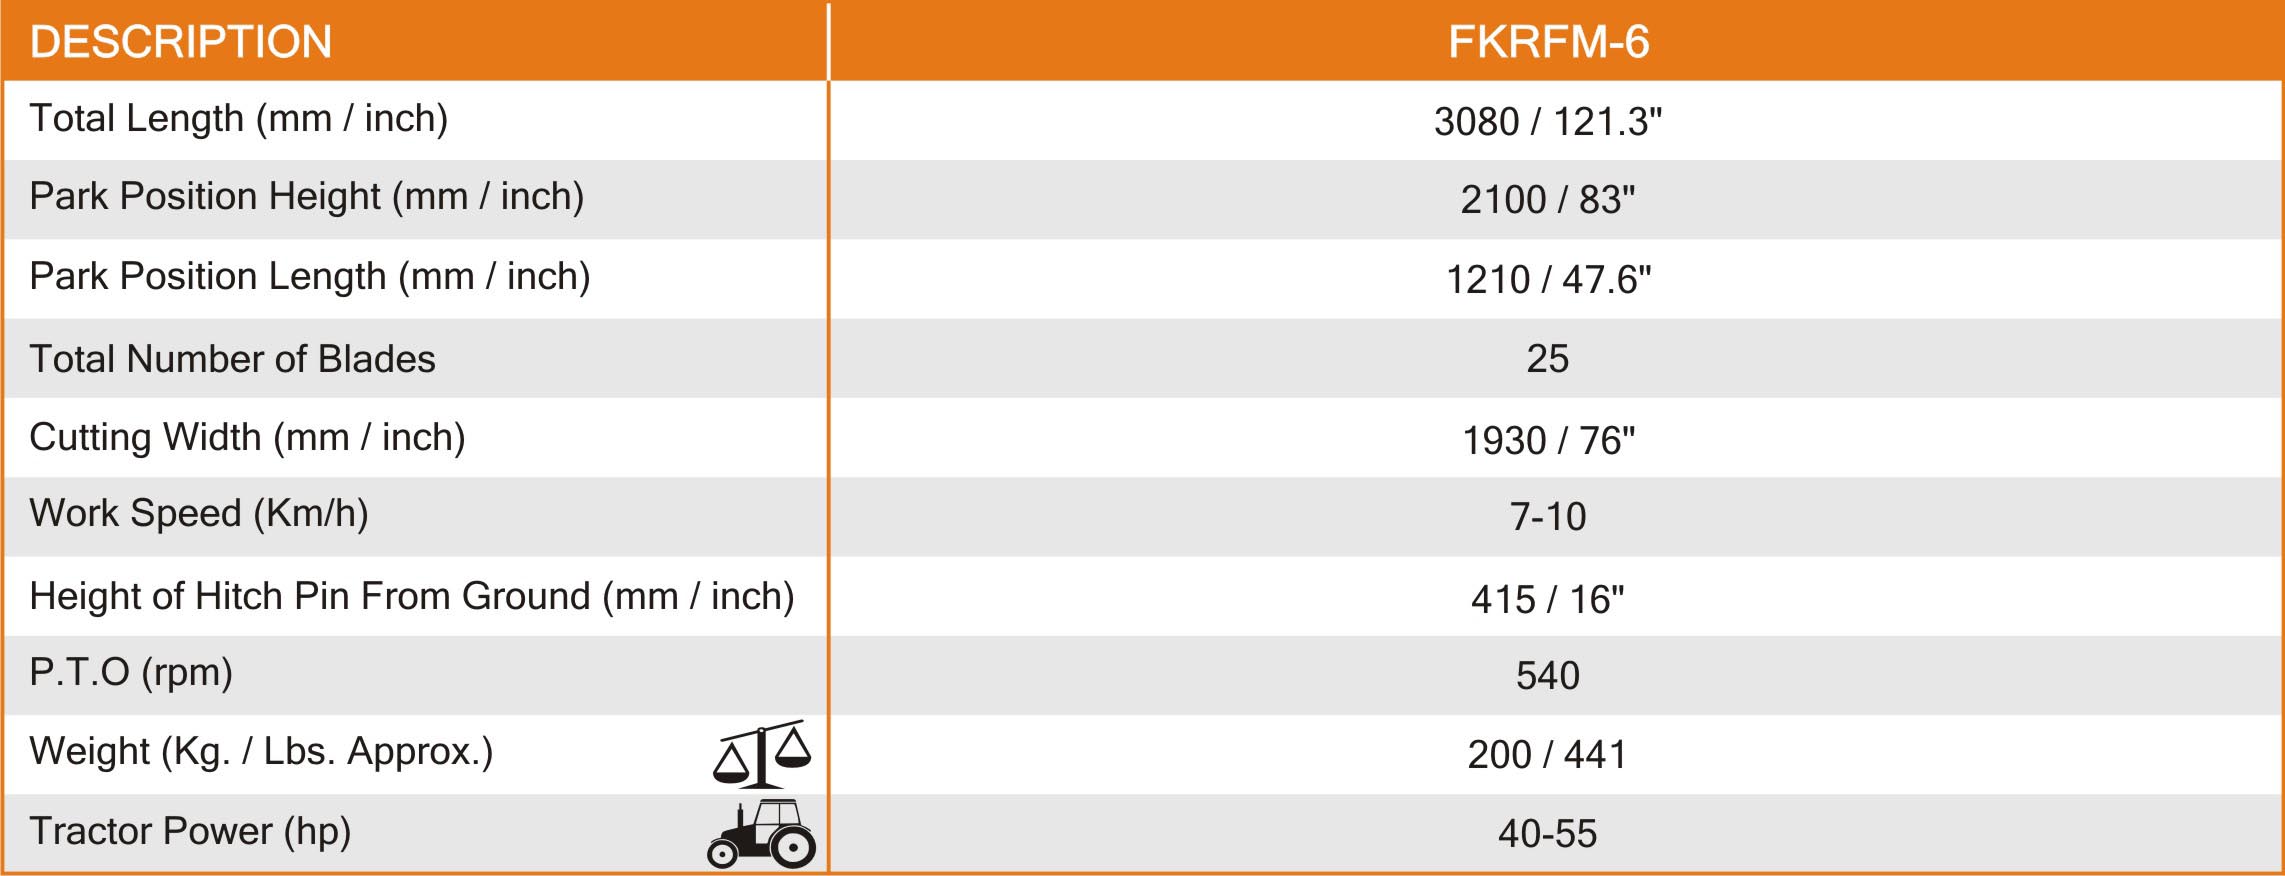 DESCRIPTION FKRFM-6
Total Length (mm / inch) 3080 / 121.3"
Park Position Height (mm / inch) 2100 / 83"
Park Position Length (mm / inch) 1210 / 47.6"
Total Number of Blades 25
Cutting Width (mm / inch) 1930 / 76"
Work Speed (Km/h) 7-10
Height of Hitch Pin From Ground (mm / inch) 415 / 16"
P.T.O (rpm) 540
Weight (Kg. / Lbs. Approx.) 200 / 441
Tractor Power (hp) 40-55